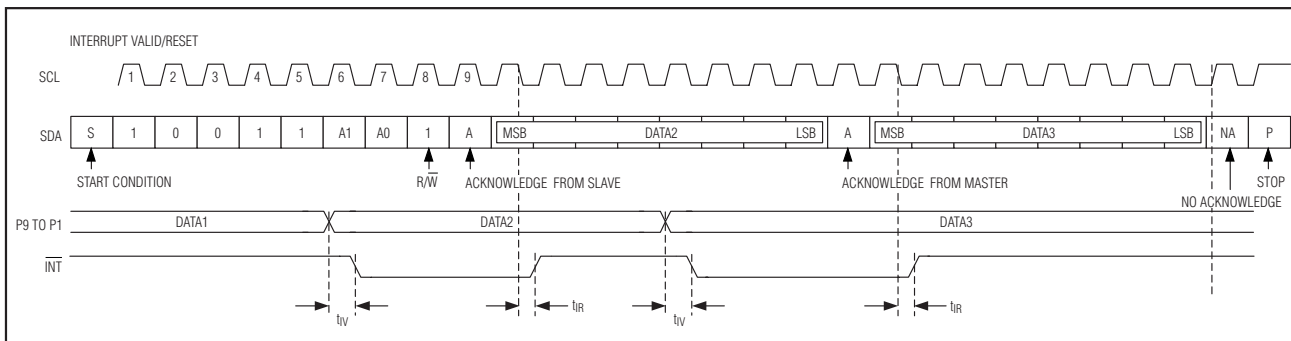 INTERRUPT VALID/RESET
SCL 1 2 3 4 5 6 7 8 9
SDA S 1 0 0 1 1 A1 A0 1 A MSB DATA2 LSB A MSB DATA3 LSB NA P
START CONDITION R/W̅ ACKNOWLEDGE FROM SLAVE ACKNOWLEDGE FROM MASTER STOP
NO ACKNOWLEDGE
P9 TO P1 DATA1 DATA2 DATA3
I̅N̅T̅
tIV tIR tIV tIR